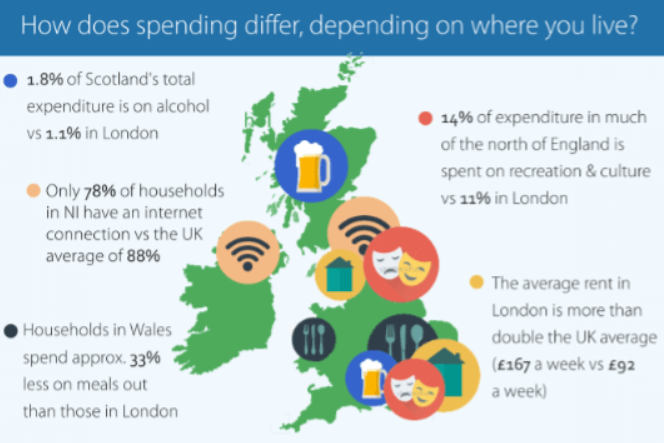 How does spending differ, depending on where you live?
1.8% of Scotland's total
expenditure is on alcohol
vs 1.1% in London
14% of expenditure in much
of the north of England is
spent on recreation & culture
vs 11% in London
Only 78% of households
in NI have an internet
connection vs the UK
average of 88%
The average rent in
London is more than
double the UK average
(£167 a week vs £92
a week)
Households in Wales
spend approx. 33%
less on meals out
than those in London